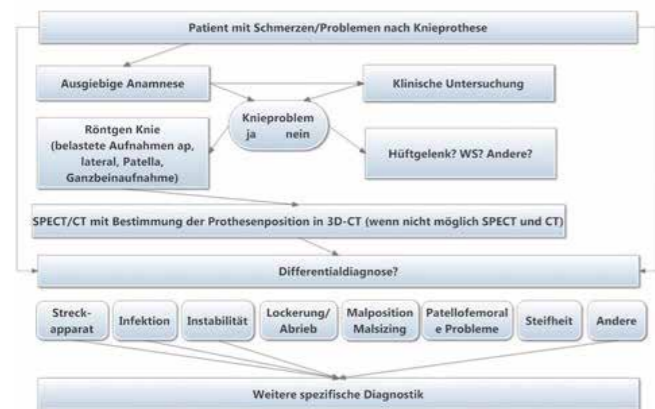 Patient mit Schmerzen/Problemen nach Knieprothese
Ausgiebige Anamnese
Klinische Untersuchung
Knieproblem
ja nein
Röntgen Knie
(belastete Aufnahmen ap,
lateral, Patella,
Ganzbeinaufnahme)
Hüftgelenk? WS? Andere?
SPECT/CT mit Bestimmung der Prothesenposition in 3D-CT (wenn nicht möglich SPECT und CT)
Differentialdiagnose?
Streck-
apparat
Infektion
Instabilität
Lockerung/
Abrieb
Malposition
Malsizing
Patellofemoral
e Probleme
Steifheit
Andere
Weitere spezifische Diagnostik